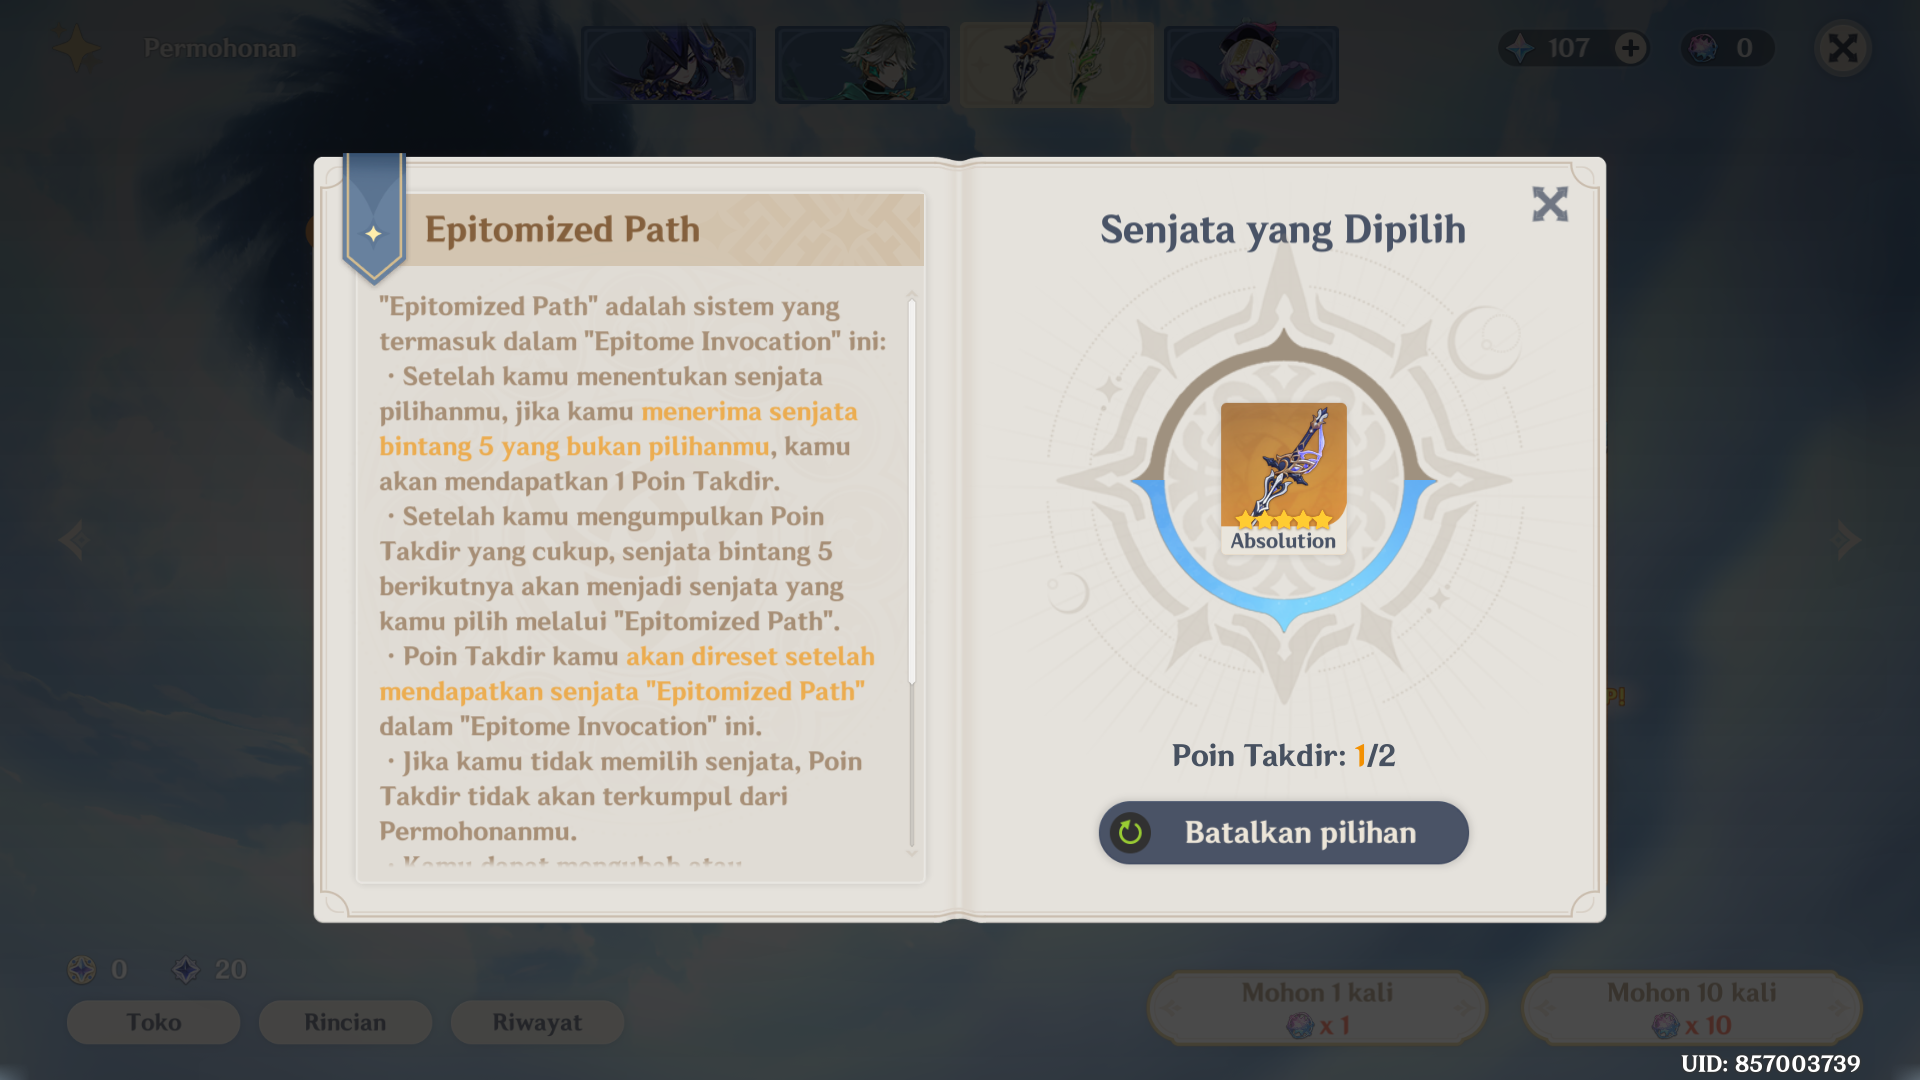 Permohonan
107
0
Epitomized Path
"Epitomized Path" adalah sistem yang
termasuk dalam "Epitome Invocation" ini:
・Setelah kamu menentukan senjata
pilihanmu, jika kamu menerima senjata
bintang 5 yang bukan pilihanmu, kamu
akan mendapatkan 1 Poin Takdir.
・Setelah kamu mengumpulkan Poin
Takdir yang cukup, senjata bintang 5
berikutnya akan menjadi senjata yang
kamu pilih melalui "Epitomized Path".
・Poin Takdir kamu akan direset setelah
mendapatkan senjata "Epitomized Path"
dalam "Epitome Invocation" ini.
・Jika kamu tidak memilih senjata, Poin
Takdir tidak akan terkumpul dari
Permohonanmu.
・Kamu dapat mengubah atau
Senjata yang Dipilih
Absolution
Poin Takdir: 1/2
Batalkan pilihan
0
20
Toko
Rincian
Riwayat
Mohon 1 kali
x 1
Mohon 10 kali
x 10
UID: 857003739